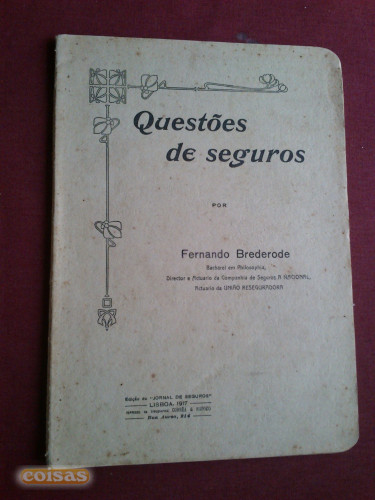 Questões
de seguros
POR
Fernando Brederode
Bacharel em Mathematica,
Director e Actuario da Companhia de Seguros A NACIONAL,
Actuario da UNIÃO RESEGURADORA
Edição do "JORNAL DE SEGUROS"
LISBOA, 1917
coisas